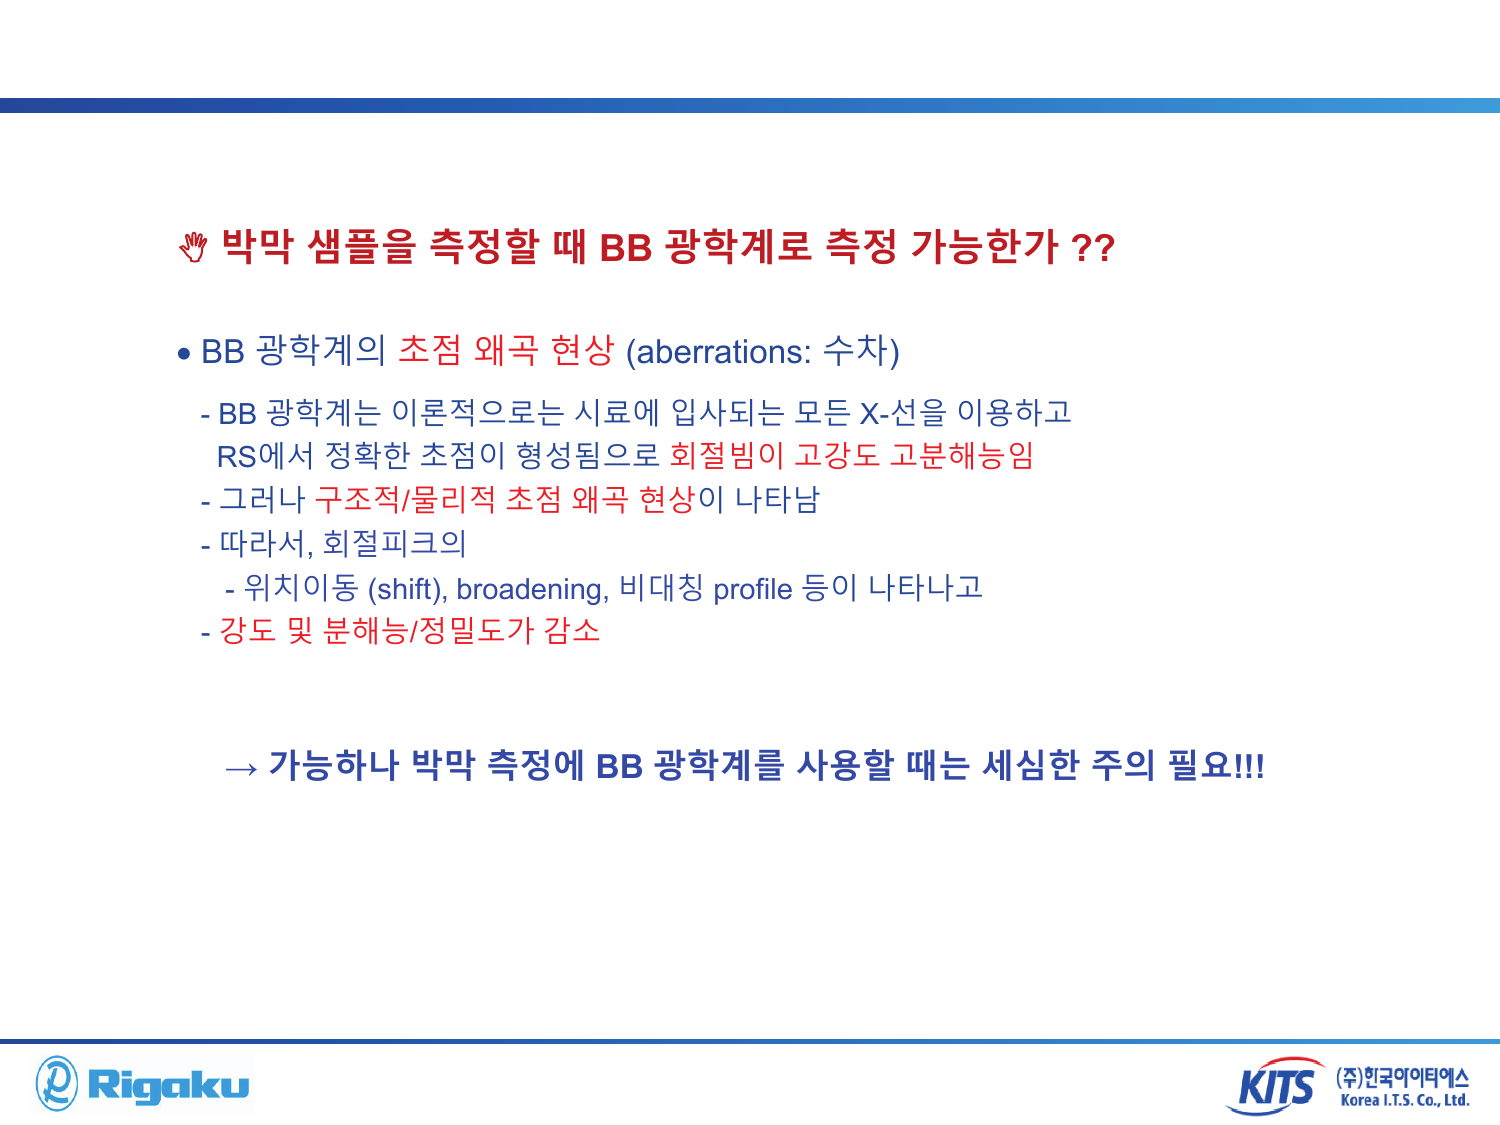 박막 샘플을 측정할 때 BB 광학계로 측정 가능한가 ??
• BB 광학계의 초점 왜곡 현상 (aberrations: 수차)
- BB 광학계는 이론적으로는 시료에 입사되는 모든 X-선을 이용하고
RS에서 정확한 초점이 형성됨으로 회절빔이 고강도 고분해능임
- 그러나 구조적/물리적 초점 왜곡 현상이 나타남
- 따라서, 회절피크의
- 위치이동 (shift), broadening, 비대칭 profile 등이 나타나고
- 강도 및 분해능/정밀도가 감소
→ 가능하나 박막 측정에 BB 광학계를 사용할 때는 세심한 주의 필요!!!
Rigaku
KITS
(주)한국아이티에스
Korea I.T.S. Co., Ltd.